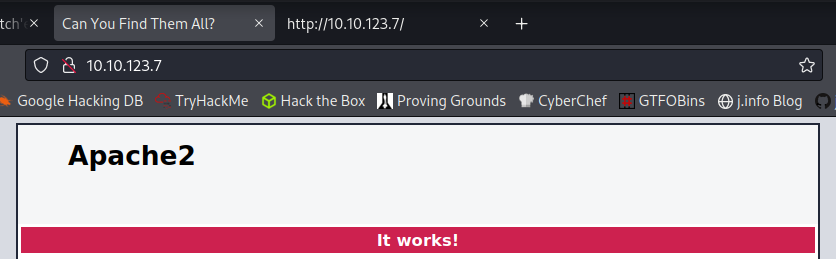 tch'e
Can You Find Them All?
http://10.10.123.7/
10.10.123.7
Google Hacking DB TryHackMe Hack the Box Proving Grounds CyberChef GTFOBins j.info Blog
Apache2
It works!